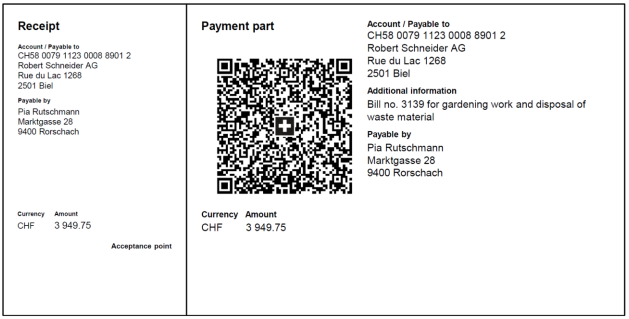 Receipt
Account / Payable to
CH58 0079 1123 0008 8901 2
Robert Schneider AG
Rue du Lac 1268
2501 Biel
Payable by
Pia Rutschmann
Marktgasse 28
9400 Rorschach
Currency Amount
CHF 3 949.75
Acceptance point
Payment part
Currency Amount
CHF 3 949.75
Account / Payable to
CH58 0079 1123 0008 8901 2
Robert Schneider AG
Rue du Lac 1268
2501 Biel
Additional information
Bill no. 3139 for gardening work and disposal of
waste material
Payable by
Pia Rutschmann
Marktgasse 28
9400 Rorschach